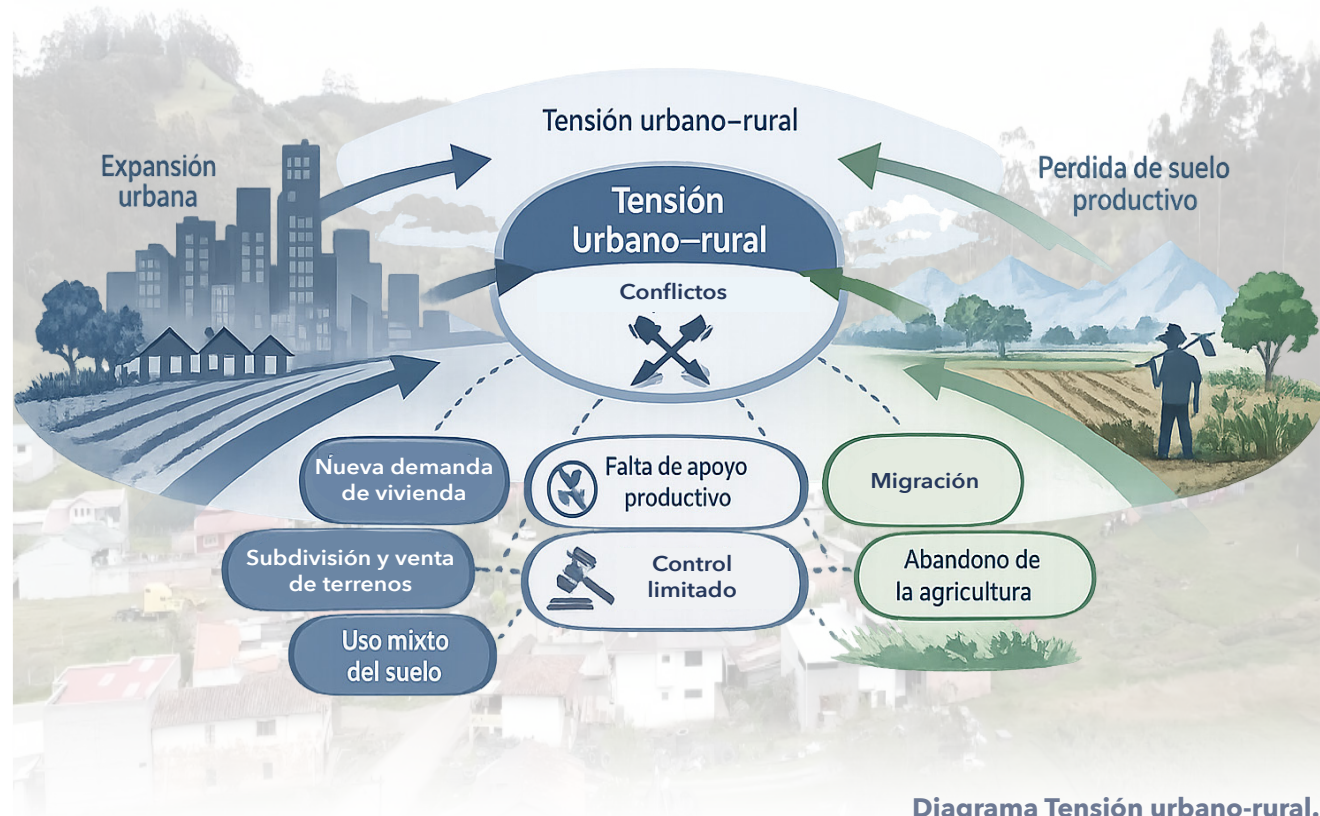 Tensión urbano–rural
Expansión
urbana
Perdida de suelo
productivo
Tensión
Urbano–rural
Conflictos
Nueva demanda
de vivienda
Falta de apoyo
productivo
Migración
Subdivisión y venta
de terrenos
Control
limitado
Abandono de
la agricultura
Uso mixto
del suelo
Diagrama Tensión urbano-rural.